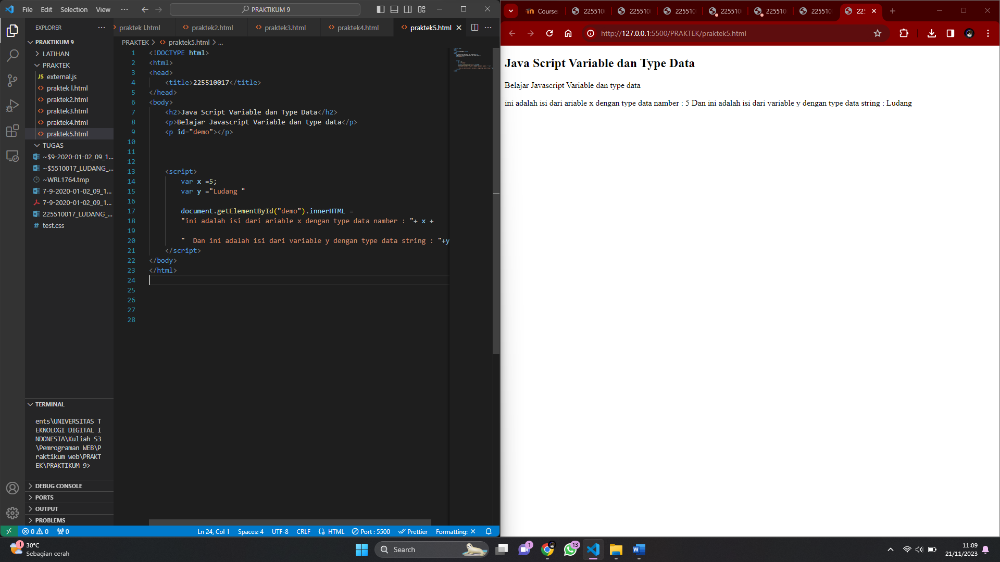 File Edit Selection View ··· PRAKTIKUM 9
EXPLORER
PRAKTIKUM 9
LATIHAN
PRAKTEK
external.js
praktek l.html
praktek2.html
praktek3.html
praktek4.html
praktek5.html
TUGAS
~$9-2020-01-02_09_1...
~$5510017_LUDANG_...
~WRL1764.tmp
7-9-2020-01-02_09_1...
7-9-2020-01-02_09_1...
225510017_LUDANG_...
test.css
TERMINAL
ents\UNIVERSITAS T
EKNOLOGI DIGITAL I
NDONESIA\Kuliah S3
\Pemrograman WEB\P
raktikum web\PRAKT
EK\PRAKTIKUM 9>
DEBUG CONSOLE
PORTS
OUTPUT
PROBLEMS
praktek l.html praktek2.html praktek3.html praktek4.html praktek5.html
PRAKTEK > praktek5.html > ...
1 <!DOCTYPE html>
2 <html>
3 <head>
4 <title>225510017</title>
5 </head>
6 <body>
7 <h2>Java Script Variable dan Type Data</h2>
8 <p>Belajar Javascript Variable dan type data</p>
9 <p id="demo"></p>
10
11
12
13 <script>
14 var x =5;
15 var y ="Ludang "
16
17 document.getElementById("demo").innerHTML =
18 "ini adalah isi dari ariable x dengan type data namber : "+ x +
19
20 "  Dan ini adalah isi dari variable y dengan type data string : "+y
21 </script>
22 </body>
23 </html>
24
25
26
27
28
0 0 0 Ln 24, Col 1 Spaces: 4 UTF-8 CRLF HTML Port : 5500 Prettier Formatting: ×
Course: 22551 22551 22551 22551 22551 22551 225
http://127.0.0.1:5500/PRAKTEK/praktek5.html
Java Script Variable dan Type Data
Belajar Javascript Variable dan type data
ini adalah isi dari ariable x dengan type data namber : 5 Dan ini adalah isi dari variable y dengan type data string : Ludang
1
30°C
Sebagian cerah
Search
1
13
11:09
21/11/2023